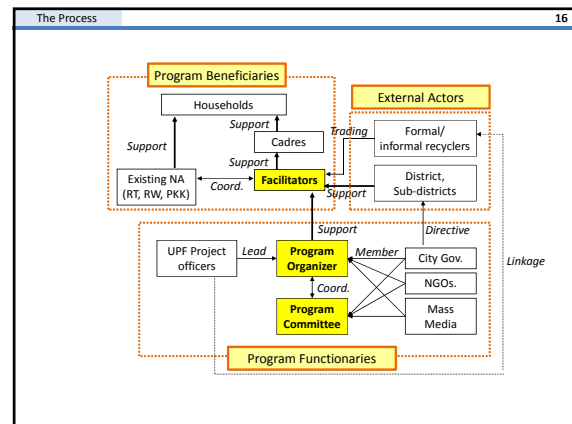 The Process
16
Program Beneficiaries
External Actors
Households
Support
Support
Cadres
Trading
Formal/
informal recyclers
Support
Existing NA
(RT, RW, PKK)
Coord.
Facilitators
Support
District,
Sub-districts
Support
Directive
Linkage
UPF Project
officers
Lead
Program
Organizer
Member
City Gov.
Coord.
NGOs.
Program
Committee
Mass
Media
Program Functionaries